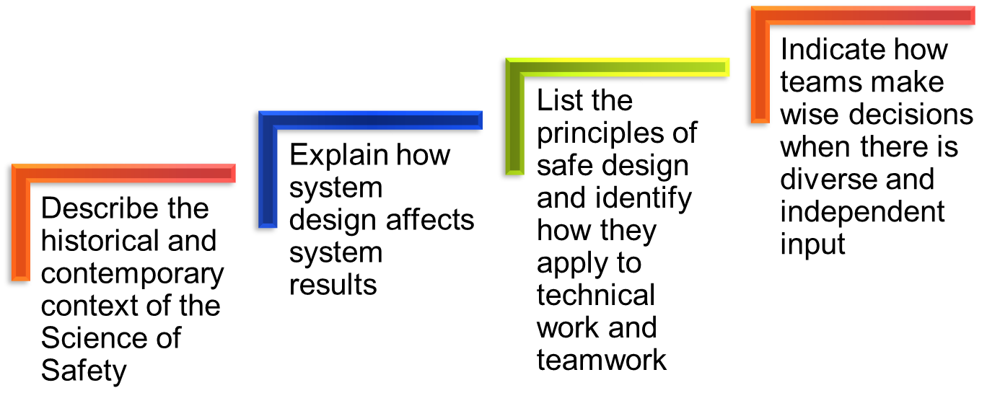 Describe the
historical and
contemporary
context of the
Science of
Safety
Explain how
system
design affects
system
results
List the
principles of
safe design
and identify
how they
apply to
technical
work and
teamwork
Indicate how
teams make
wise decisions
when there is
diverse and
independent
input